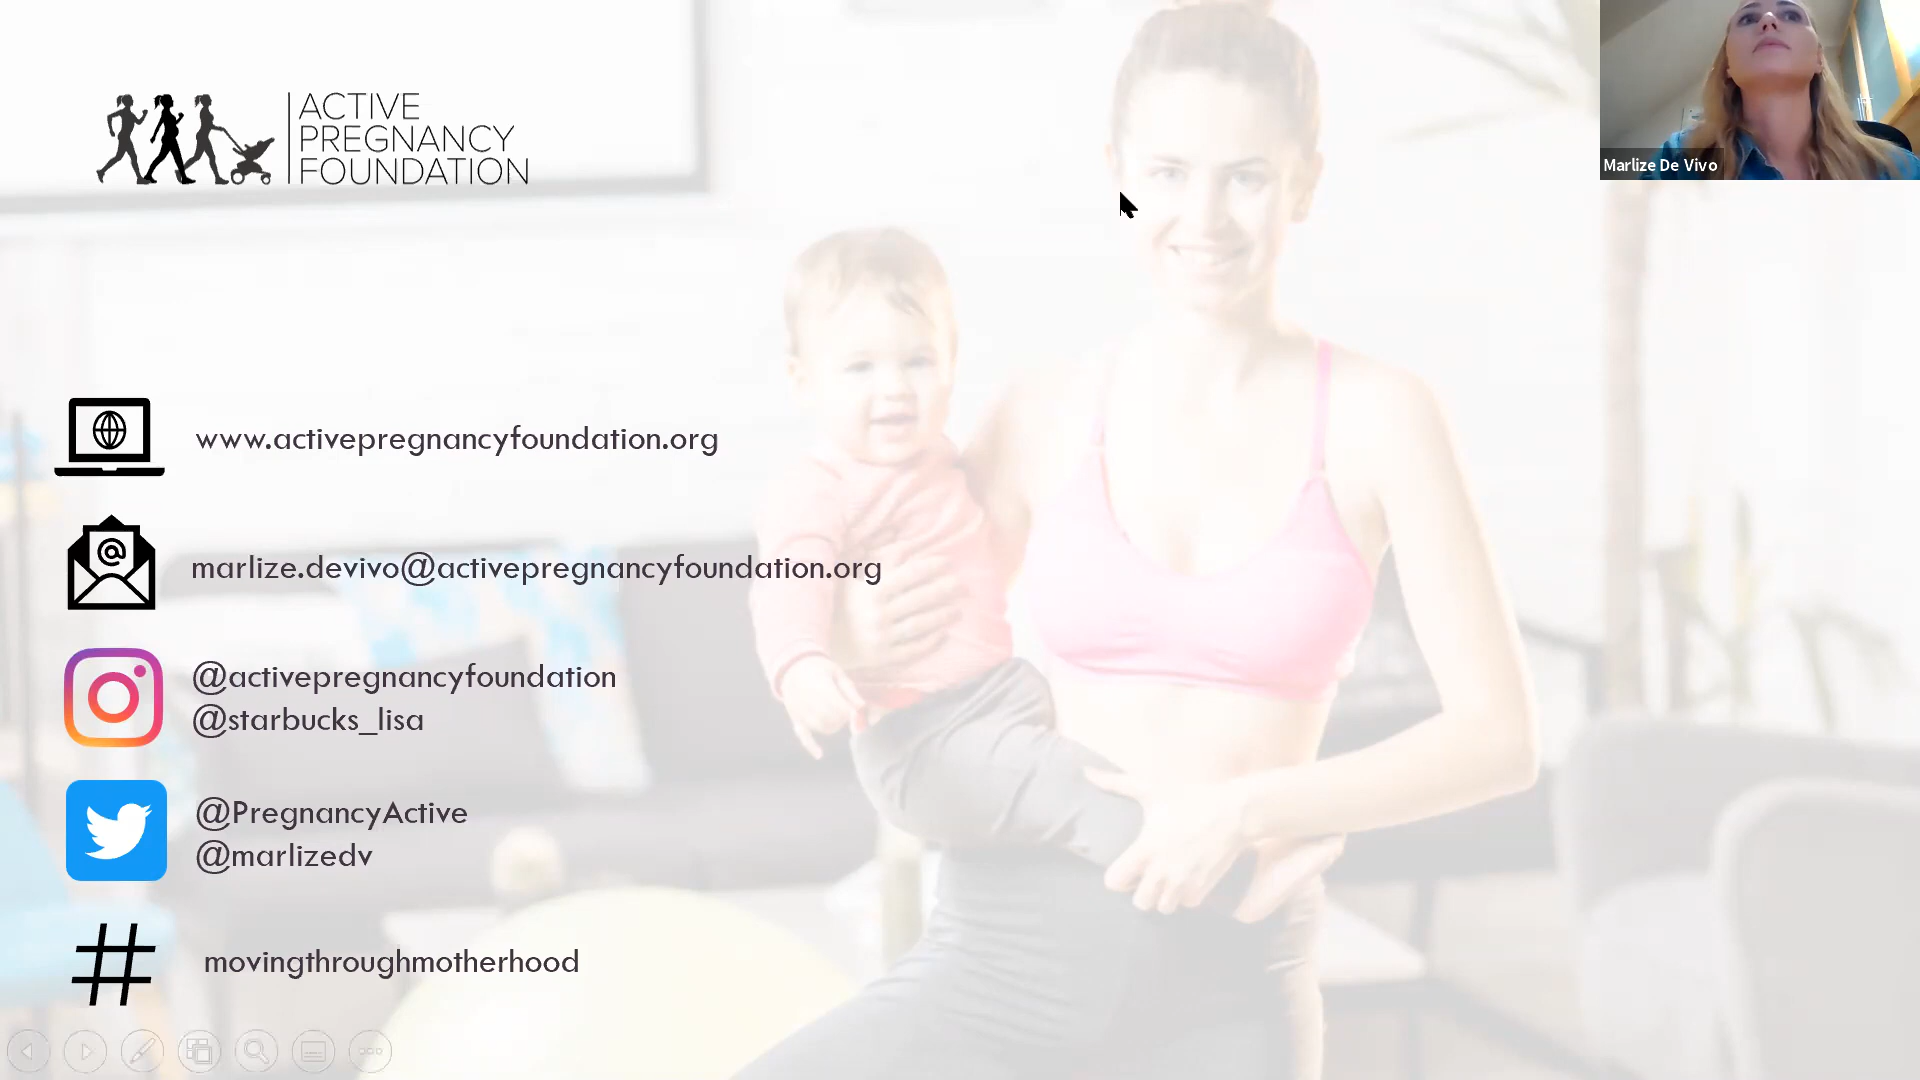 ACTIVE
PREGNANCY
FOUNDATION
Marlize De Vivo
www.activepregnancyfoundation.org
marlize.devivo@activepregnancyfoundation.org
@activepregnancyfoundation
@starbucks_lisa
@PregnancyActive
@marlizedv
# movingthroughmotherhood